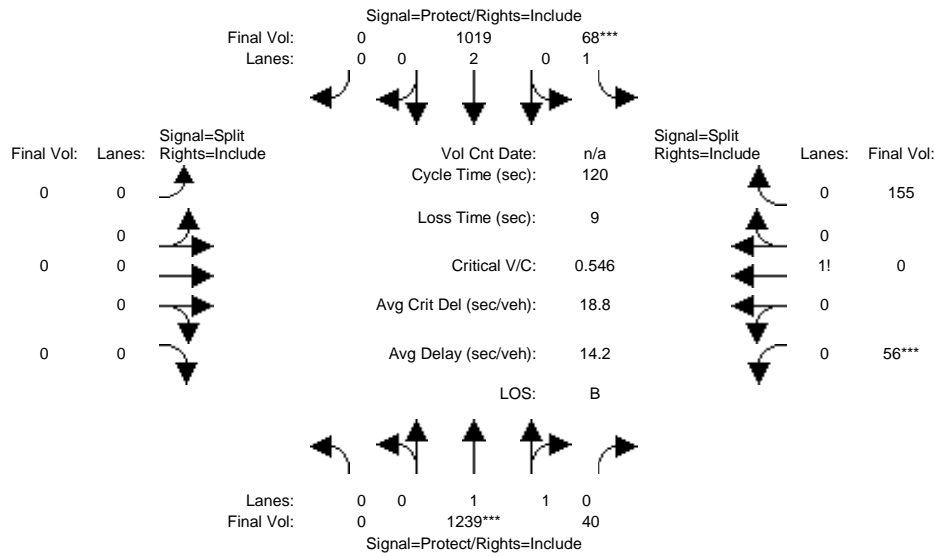 Signal=Protect/Rights=Include
Final Vol: 0 1019 68***
Lanes: 0 0 2 0 1
Signal=Split Signal=Split
Final Vol: Lanes: Rights=Include Vol Cnt Date: n/a Rights=Include Lanes: Final Vol:
Cycle Time (sec): 120
0 0 0 155
Loss Time (sec): 9
0 0
0 0 Critical V/C: 0.546 1! 0
0 Avg Crit Del (sec/veh): 18.8 0
0 0 Avg Delay (sec/veh): 14.2 0 56***
LOS: B
Lanes: 0 0 1 1 0
Final Vol: 0 1239*** 40
Signal=Protect/Rights=Include